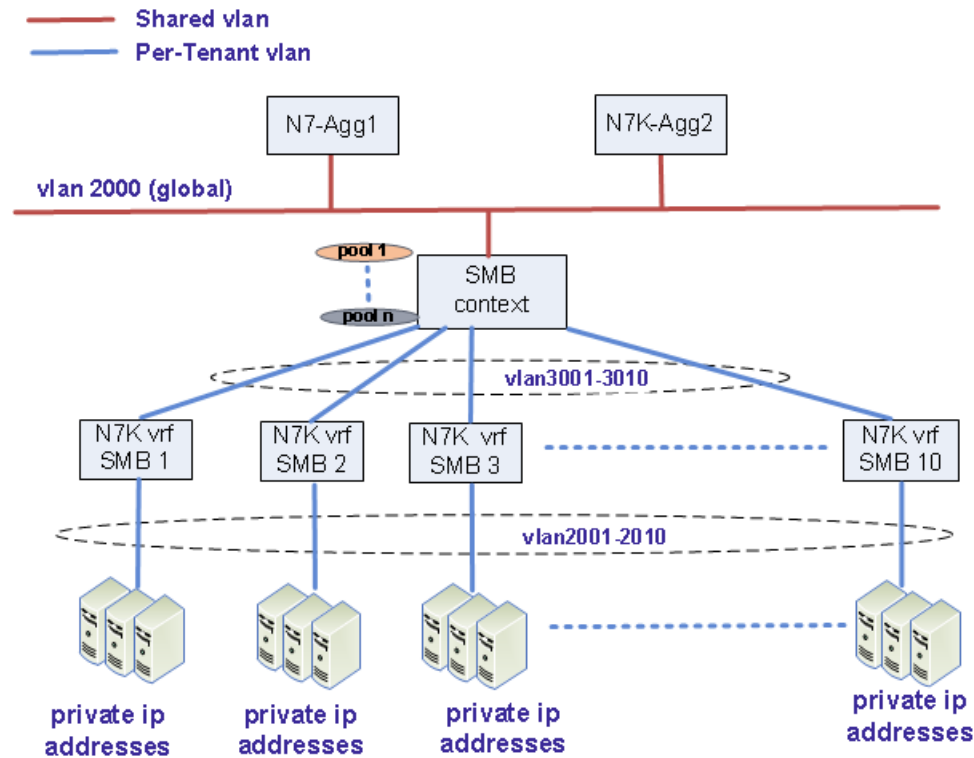 Shared vlan
Per-Tenant vlan
N7-Agg1
N7K-Agg2
vlan 2000 (global)
pool 1
pool n
SMB
context
vlan3001-3010
N7K vrf
SMB 1
N7K vrf
SMB 2
N7K vrf
SMB 3
N7K vrf
SMB 10
vlan2001-2010
private ip
addresses
private ip
addresses
private ip
addresses
private ip
addresses